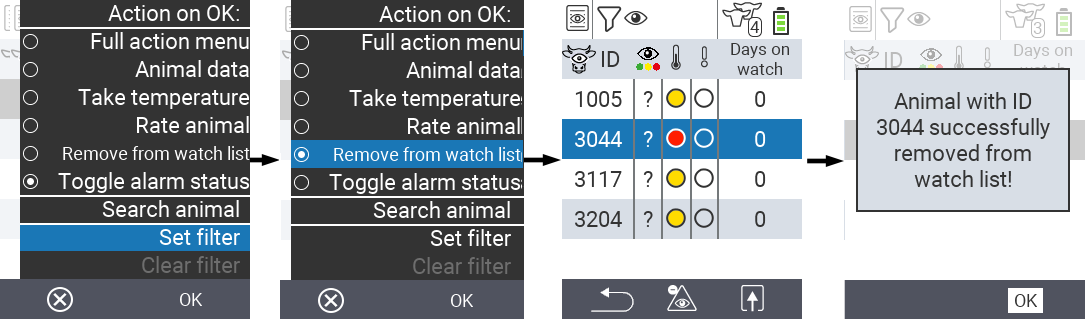 Action on OK:
Full action menu
Animal data
Take temperature
Rate animal
Remove from watch list
Toggle alarm status
Search animal
Set filter
Clear filter
OK
Action on OK:
Full action menu
Animal data
Take temperature
Rate animal
Remove from watch list
Toggle alarm status
Search animal
Set filter
Clear filter
OK
4
ID Days on
watch
1005 ? 0
3044 ? 0
3117 ? 0
3204 ? 0
3
ID Days on
watch
Animal with ID
3044 successfully
removed from
watch list!
OK